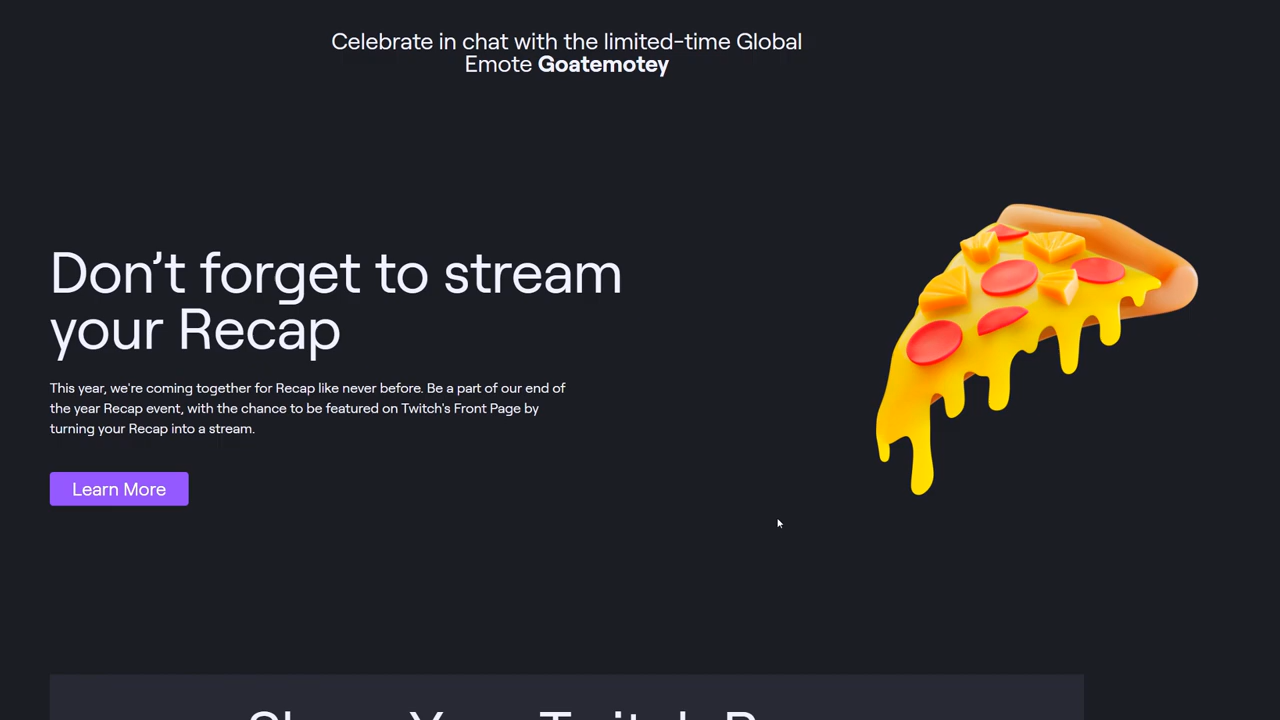 Celebrate in chat with the limited-time Global
Emote Goatemotey
Don’t forget to stream
your Recap
This year, we're coming together for Recap like never before. Be a part of our end of
the year Recap event, with the chance to be featured on Twitch's Front Page by
turning your Recap into a stream.
Learn More
Your Twitch